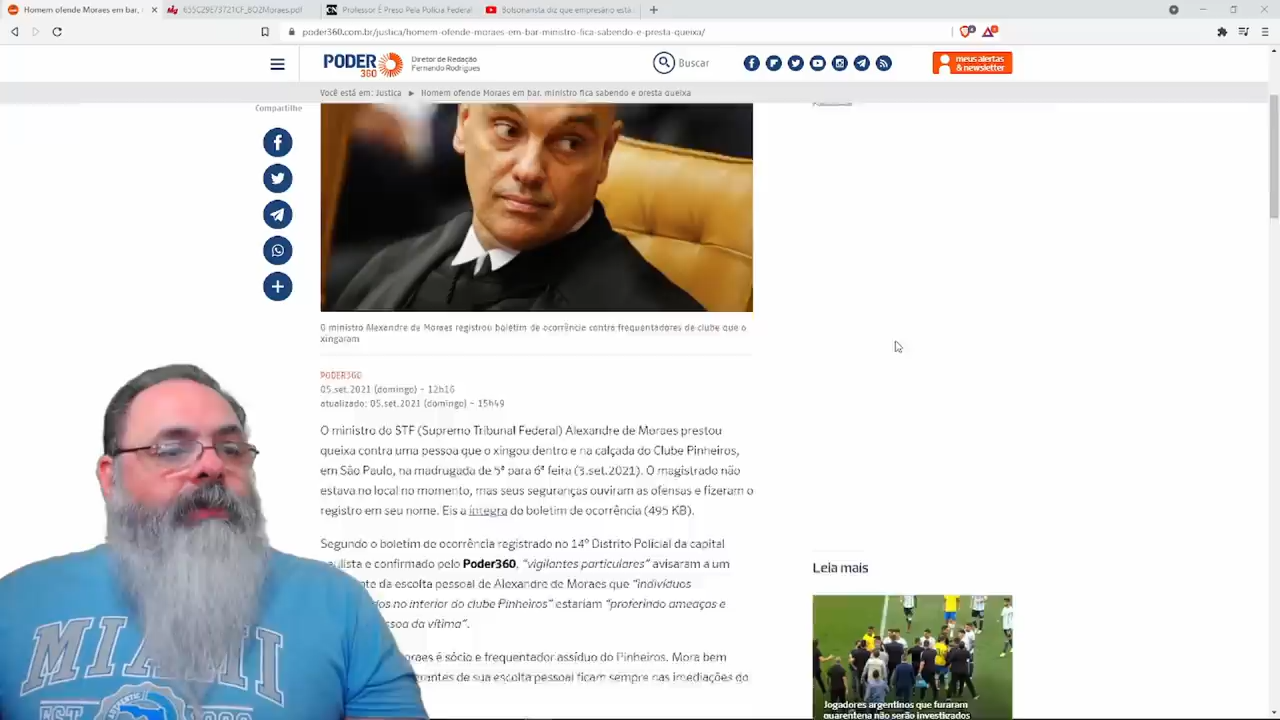 Homem ofende Moraes em bar,
655C29E73721CF_BO2Moraes.pdf
Professor É Preso Pela Polícia Federal
Bolsonarista diz que empresário está
poder360.com.br/justica/homem-ofende-moraes-em-bar-ministro-fica-sabendo-e-presta-queixa/
PODER 360
Diretor de Redação
Fernando Rodrigues
Buscar
meus alertas
& newsletter
Você está em: Justiça ► Homem ofende Moraes em bar, ministro fica sabendo e presta queixa
Compartilhe
O ministro Alexandre de Moraes registrou boletim de ocorrência contra frequentadores de clube que o
xingaram
PODER360
05.set.2021 (domingo) - 12h16
atualizado: 05.set.2021 (domingo) - 15h49
O ministro do STF (Supremo Tribunal Federal) Alexandre de Moraes prestou
queixa contra uma pessoa que o xingou dentro e na calçada do Clube Pinheiros,
em São Paulo, na madrugada de 5ª para 6ª feira (3.set.2021). O magistrado não
estava no local no momento, mas seus seguranças ouviram as ofensas e fizeram o
registro em seu nome. Eis a íntegra do boletim de ocorrência (495 KB).
Segundo o boletim de ocorrência registrado no 14º Distrito Policial da capital
paulista e confirmado pelo Poder360, "vigilantes particulares" avisaram a um
da escolta pessoal de Alexandre de Moraes que "indivíduos
no interior do clube Pinheiros" estariam "proferindo ameaças e
da vítima".
é sócio e frequentador assíduo do Pinheiros. Mora bem
de sua escolta pessoal ficam sempre nas imediações do
Leia mais
Jogadores argentinos que furaram
quarentena não serão investigados
MIAMI